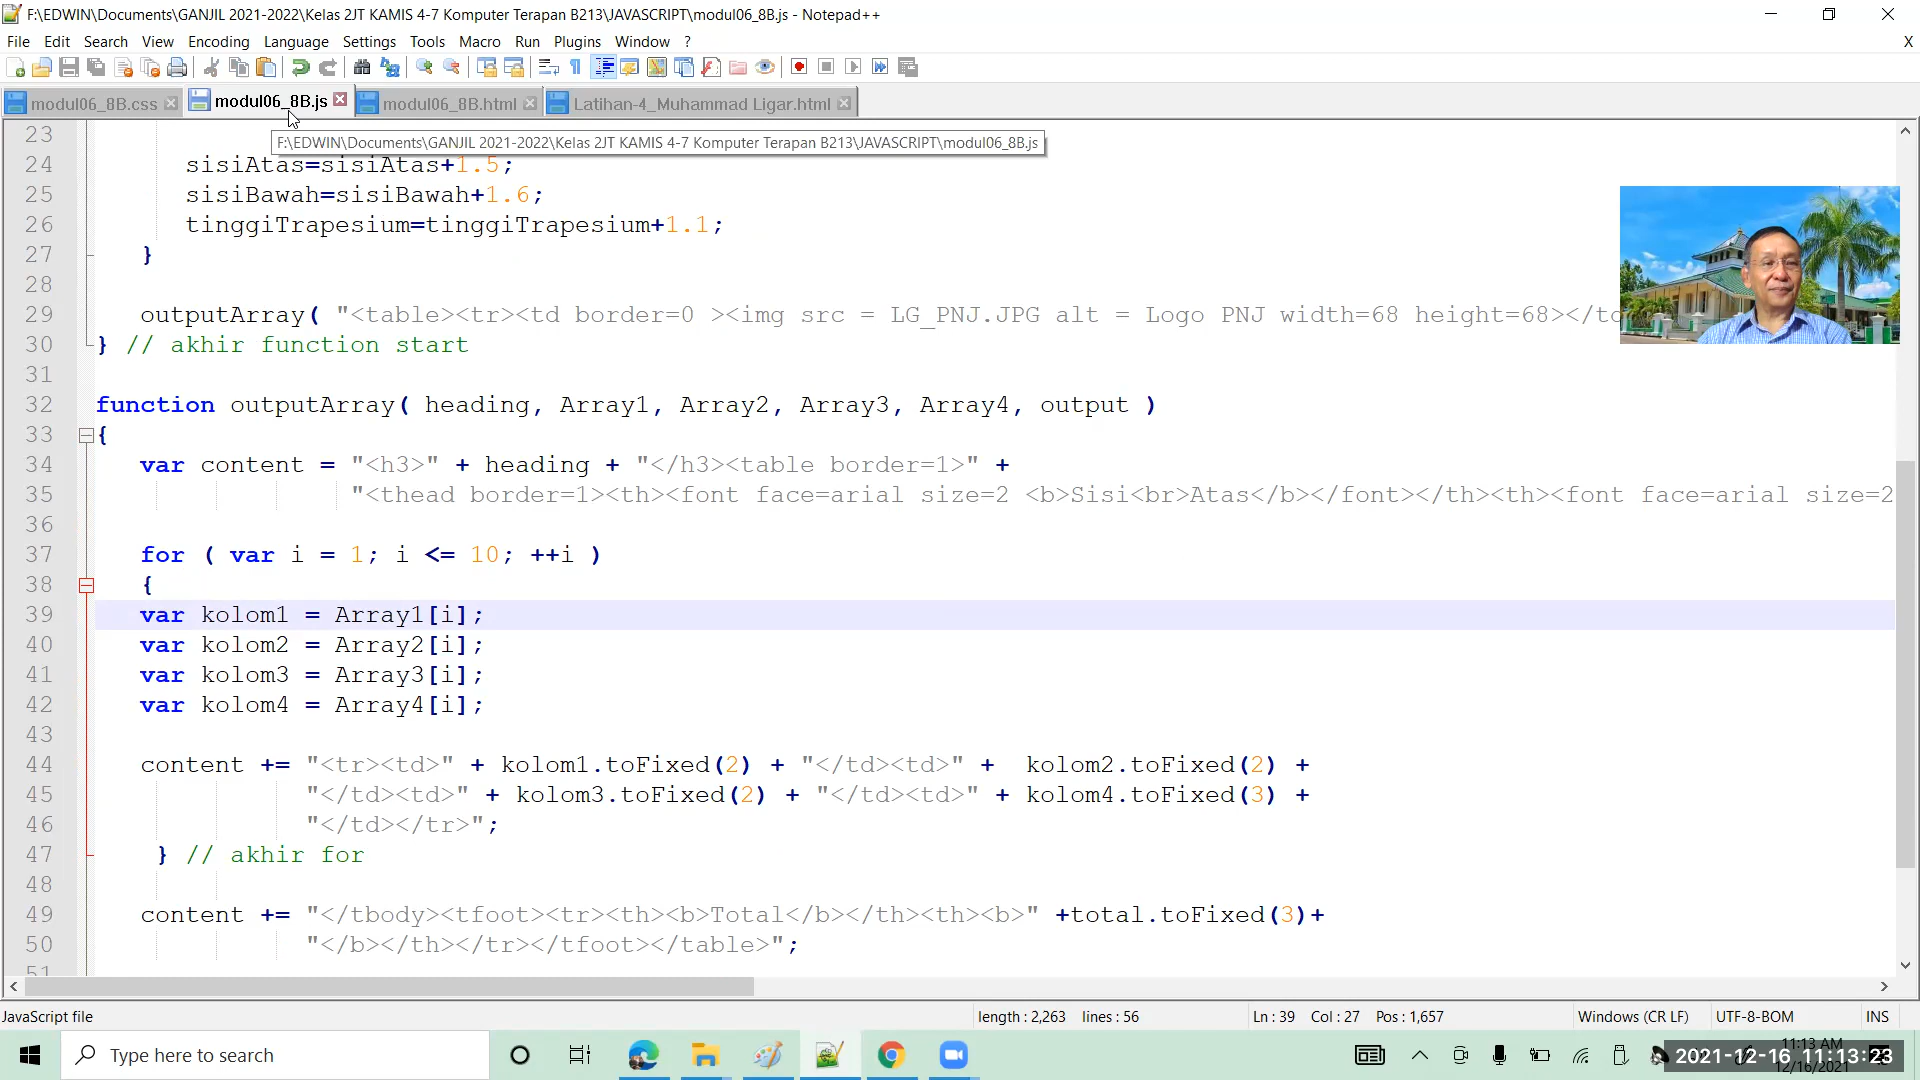 F:\EDWIN\Documents\GANJIL 2021-2022\Kelas 2JT KAMIS 4-7 Komputer Terapan B213\JAVASCRIPT\modul06_8B.js - Notepad++
File Edit Search View Encoding Language Settings Tools Macro Run Plugins Window ? X
modul06_8B.css modul06_8B.js modul06_8B.html Latihan-4_Muhammad Ligar.html
F:\EDWIN\Documents\GANJIL 2021-2022\Kelas 2JT KAMIS 4-7 Komputer Terapan B213\JAVASCRIPT\modul06_8B.js
23
24 sisiAtas=sisiAtas+1.5;
25 sisiBawah=sisiBawah+1.6;
26 tinggiTrapesium=tinggiTrapesium+1.1;
27 }
28
29 outputArray( "<table><tr><td border=0 ><img src = LG_PNJ.JPG alt = Logo PNJ width=68 height=68></td
30 } // akhir function start
31
32 function outputArray( heading, Array1, Array2, Array3, Array4, output )
33 {
34 var content = "<h3>" + heading + "</h3><table border=1>" +
35 "<thead border=1><th><font face=arial size=2 <b>Sisi<br>Atas</b></font></th><th><font face=arial size=2
36
37 for ( var i = 1; i <= 10; ++i )
38 {
39 var kolom1 = Array1[i];
40 var kolom2 = Array2[i];
41 var kolom3 = Array3[i];
42 var kolom4 = Array4[i];
43
44 content += "<tr><td>" + kolom1.toFixed(2) + "</td><td>" + kolom2.toFixed(2) +
45 "</td><td>" + kolom3.toFixed(2) + "</td><td>" + kolom4.toFixed(3) +
46 "</td></tr>";
47 } // akhir for
48
49 content += "</tbody><tfoot><tr><th><b>Total</b></th><th><b>" +total.toFixed(3)+
50 "</b></th></tr></tfoot></table>";
51
JavaScript file length : 2,263 lines : 56 Ln : 39 Col : 27 Pos : 1,657 Windows (CR LF) UTF-8-BOM INS
Type here to search
11:13 AM
2021-12-16 11:13:23
12/16/2021